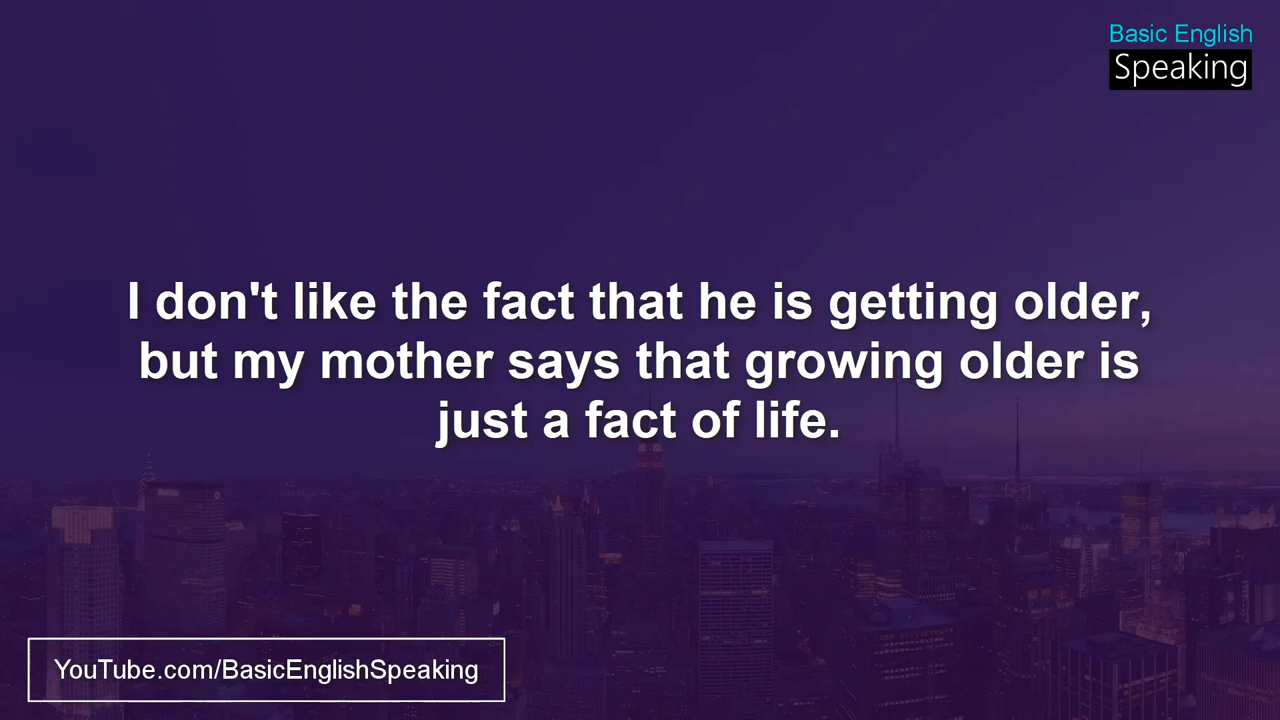 Basic English
Speaking
I don't like the fact that he is getting older,
but my mother says that growing older is
just a fact of life.
YouTube.com/BasicEnglishSpeaking